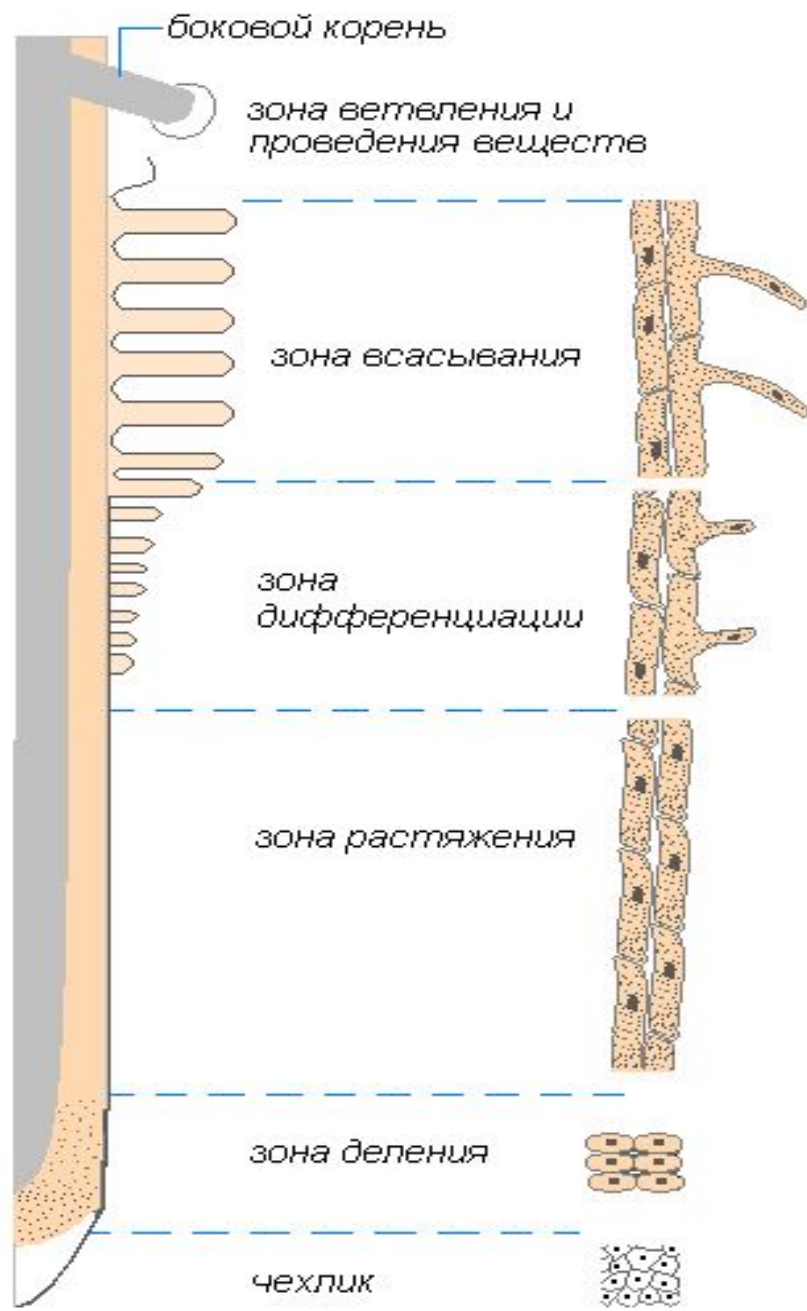 боковой корень
зона ветвления и
проведения веществ
зона всасывания
зона
дифференциации
зона растяжения
зона деления
чехлик